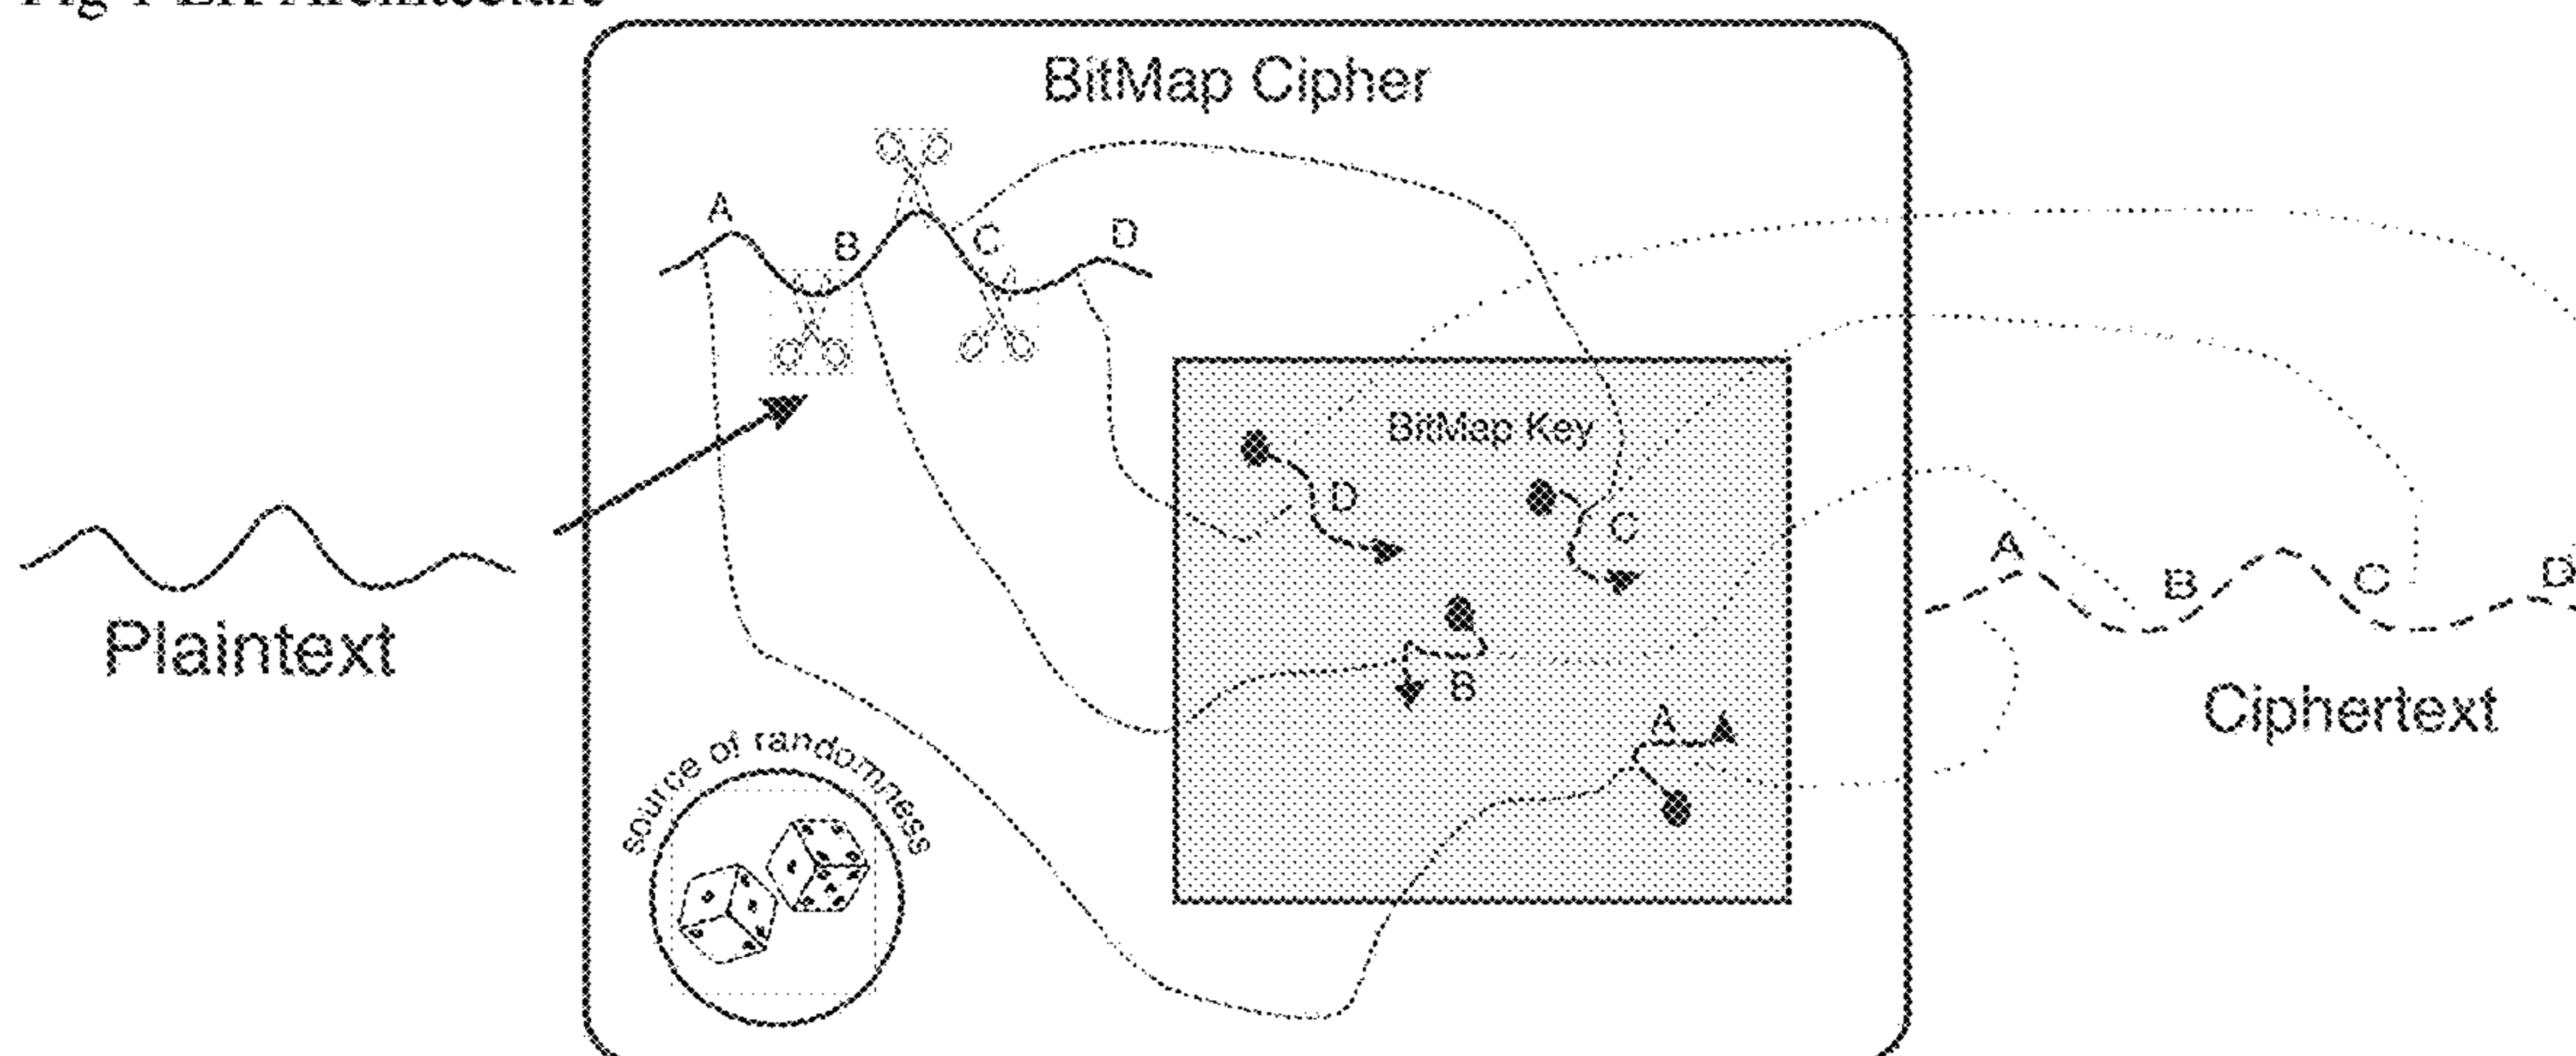 BitMap Cipher
A
B
C
D
BitMap Key
D
C
B
A
A
B
C
D
Plaintext
Ciphertext
source of randomness